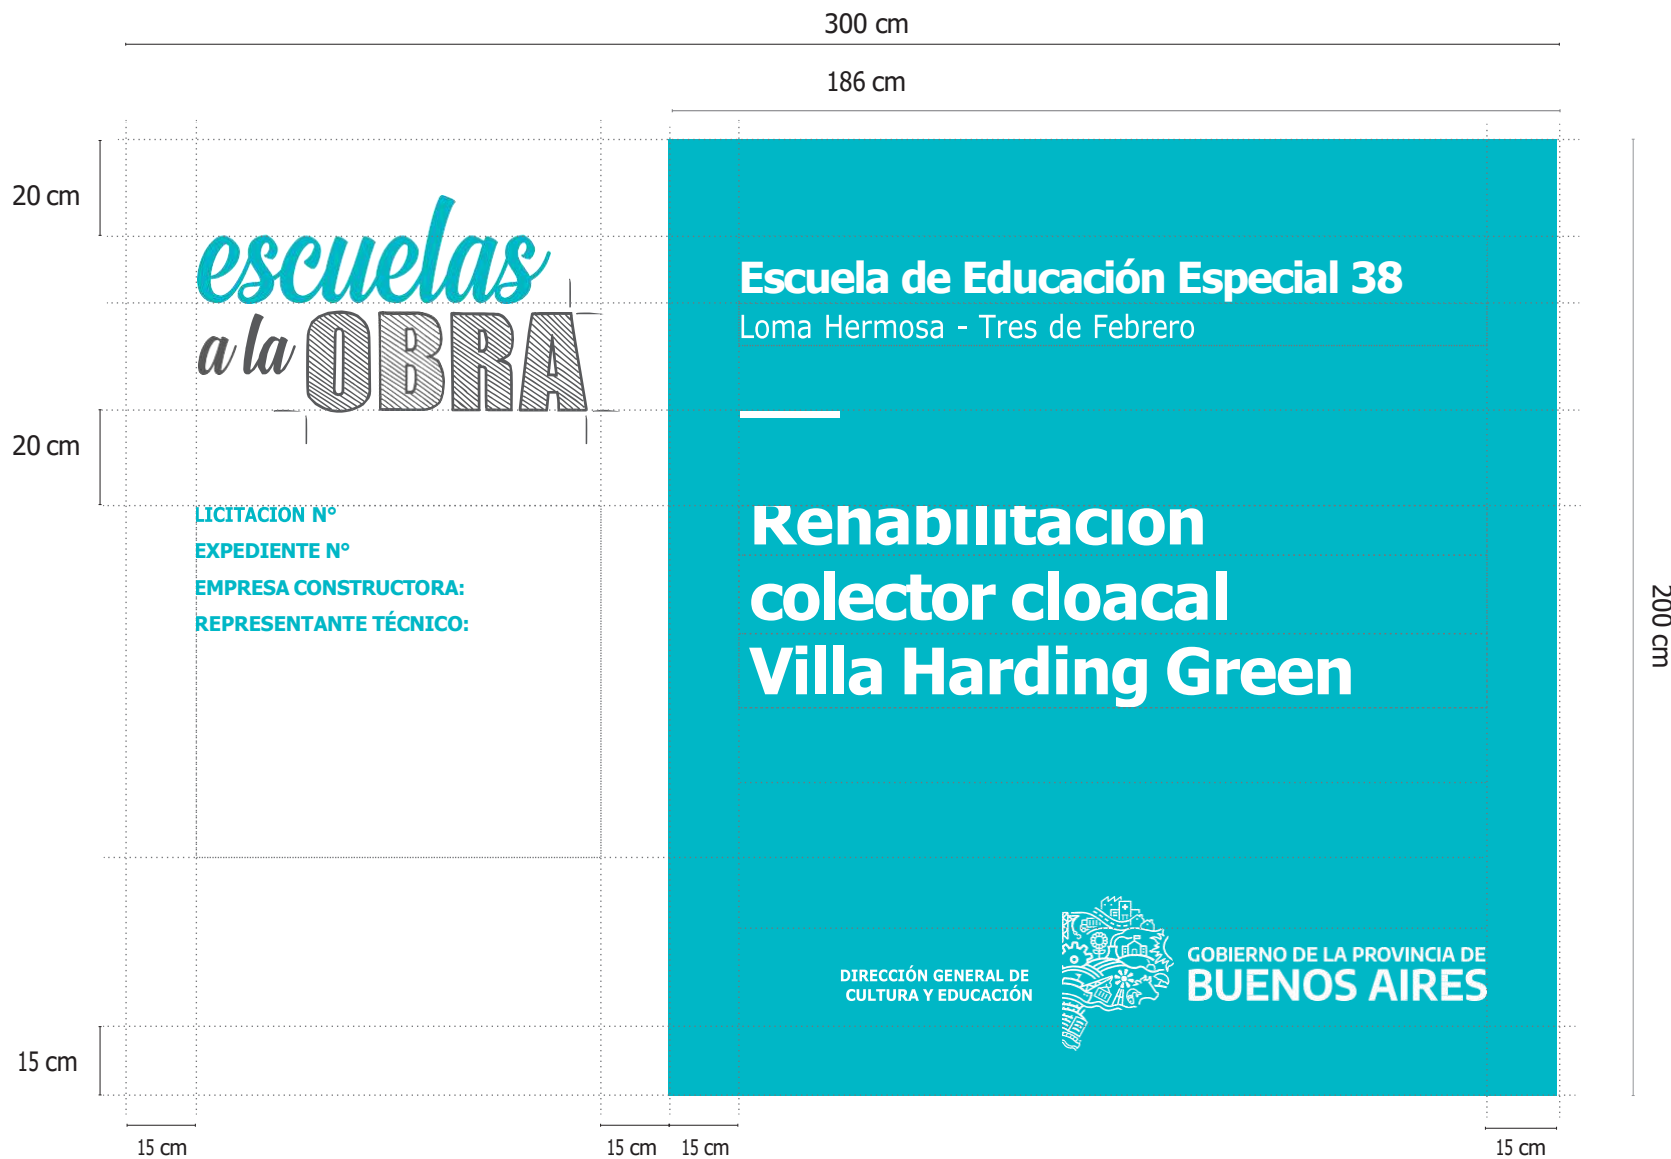 300 cm
186 cm
20 cm
escuelas
a la OBRA
20 cm
LICITACION N°
EXPEDIENTE N°
EMPRESA CONSTRUCTORA:
REPRESENTANTE TÉCNICO:
Escuela de Educación Especial 38
Loma Hermosa - Tres de Febrero
Rehabilitacion
colector cloacal
Villa Harding Green
200 cm
DIRECCIÓN GENERAL DE
CULTURA Y EDUCACIÓN
GOBIERNO DE LA PROVINCIA DE
BUENOS AIRES
15 cm
15 cm
15 cm
15 cm
15 cm